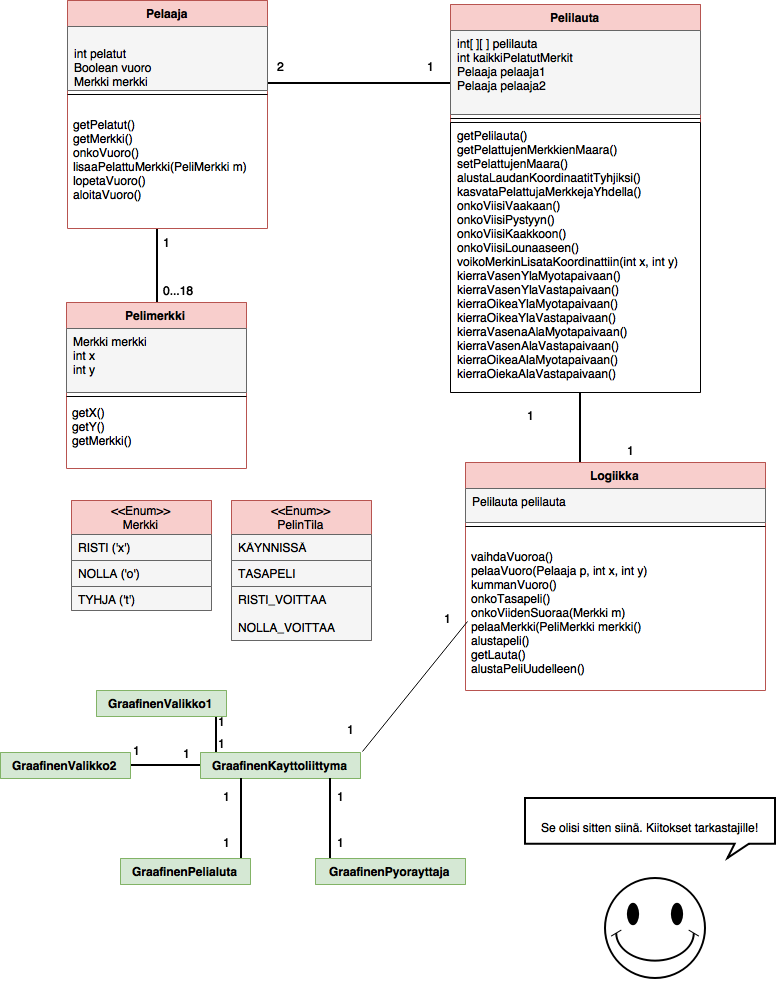 Pelaaja
int pelatut
Boolean vuoro
Merkki merkki
getPelatut()
getMerkki()
onkoVuoro()
lisaaPelattuMerkki(PeliMerkki m)
lopetaVuoro()
aloitaVuoro()
2
1
Pelilauta
int[ ][ ] pelilauta
int kaikkiPelatutMerkit
Pelaaja pelaaja1
Pelaaja pelaaja2
getPelilauta()
getPelattujenMerkkienMaara()
setPelattujenMaara()
alustaLaudanKoordinaatitTyhjiksi()
kasvataPelattujaMerkkejaYhdella()
onkoViisiVaakaan()
onkoViisiPystyyn()
onkoViisiKaakkoon()
onkoViisiLounaaseen()
voikoMerkinLisataKoordinattiin(int x, int y)
kierraVasenYlaMyotapaivaan()
kierraVasenYlaVastapaivaan()
kierraOikeaYlaMyotapaivaan()
kierraOikeaYlaVastapaivaan()
kierraVasenaAlaMyotapaivaan()
kierraVasenAlaVastapaivaan()
kierraOikeaAlaMyotapaivaan()
kierraOiekaAlaVastapaivaan()
1
0...18
Pelimerkki
Merkki merkki
int x
int y
getX()
getY()
getMerkki()
1
1
Logiikka
Pelilauta pelilauta
vaihdaVuoroa()
pelaaVuoro(Pelaaja p, int x, int y)
kummanVuoro()
onkoTasapeli()
onkoViidenSuoraa(Merkki m)
pelaaMerkki(PeliMerkki merkki()
alustapeli()
getLauta()
alustaPeliUudelleen()
<<Enum>>
Merkki
RISTI ('x')
NOLLA ('o')
TYHJA ('t')
<<Enum>>
PelinTila
KÄYNNISSÄ
TASAPELI
RISTI_VOITTAA
NOLLA_VOITTAA
1
1
GraafinenValikko1
1
1
GraafinenValikko2
1
1
GraafinenKayttoliittyma
1
1
1
1
GraafinenPelialuta
GraafinenPyorayttaja
Se olisi sitten siinä. Kiitokset tarkastajille!